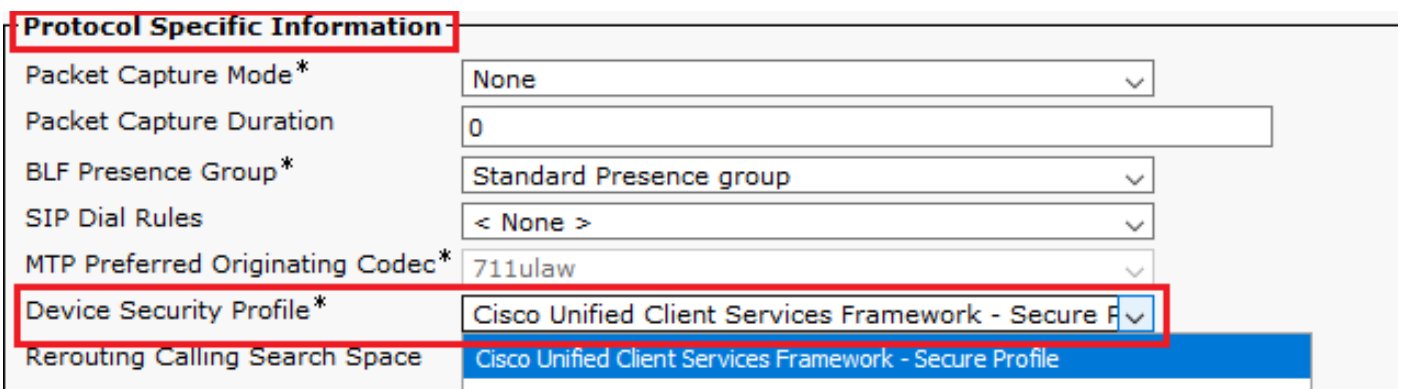 Protocol Specific Information
Packet Capture Mode* None
Packet Capture Duration 0
BLF Presence Group* Standard Presence group
SIP Dial Rules < None >
MTP Preferred Originating Codec* 711ulaw
Device Security Profile* Cisco Unified Client Services Framework - Secure P
Rerouting Calling Search Space Cisco Unified Client Services Framework - Secure Profile